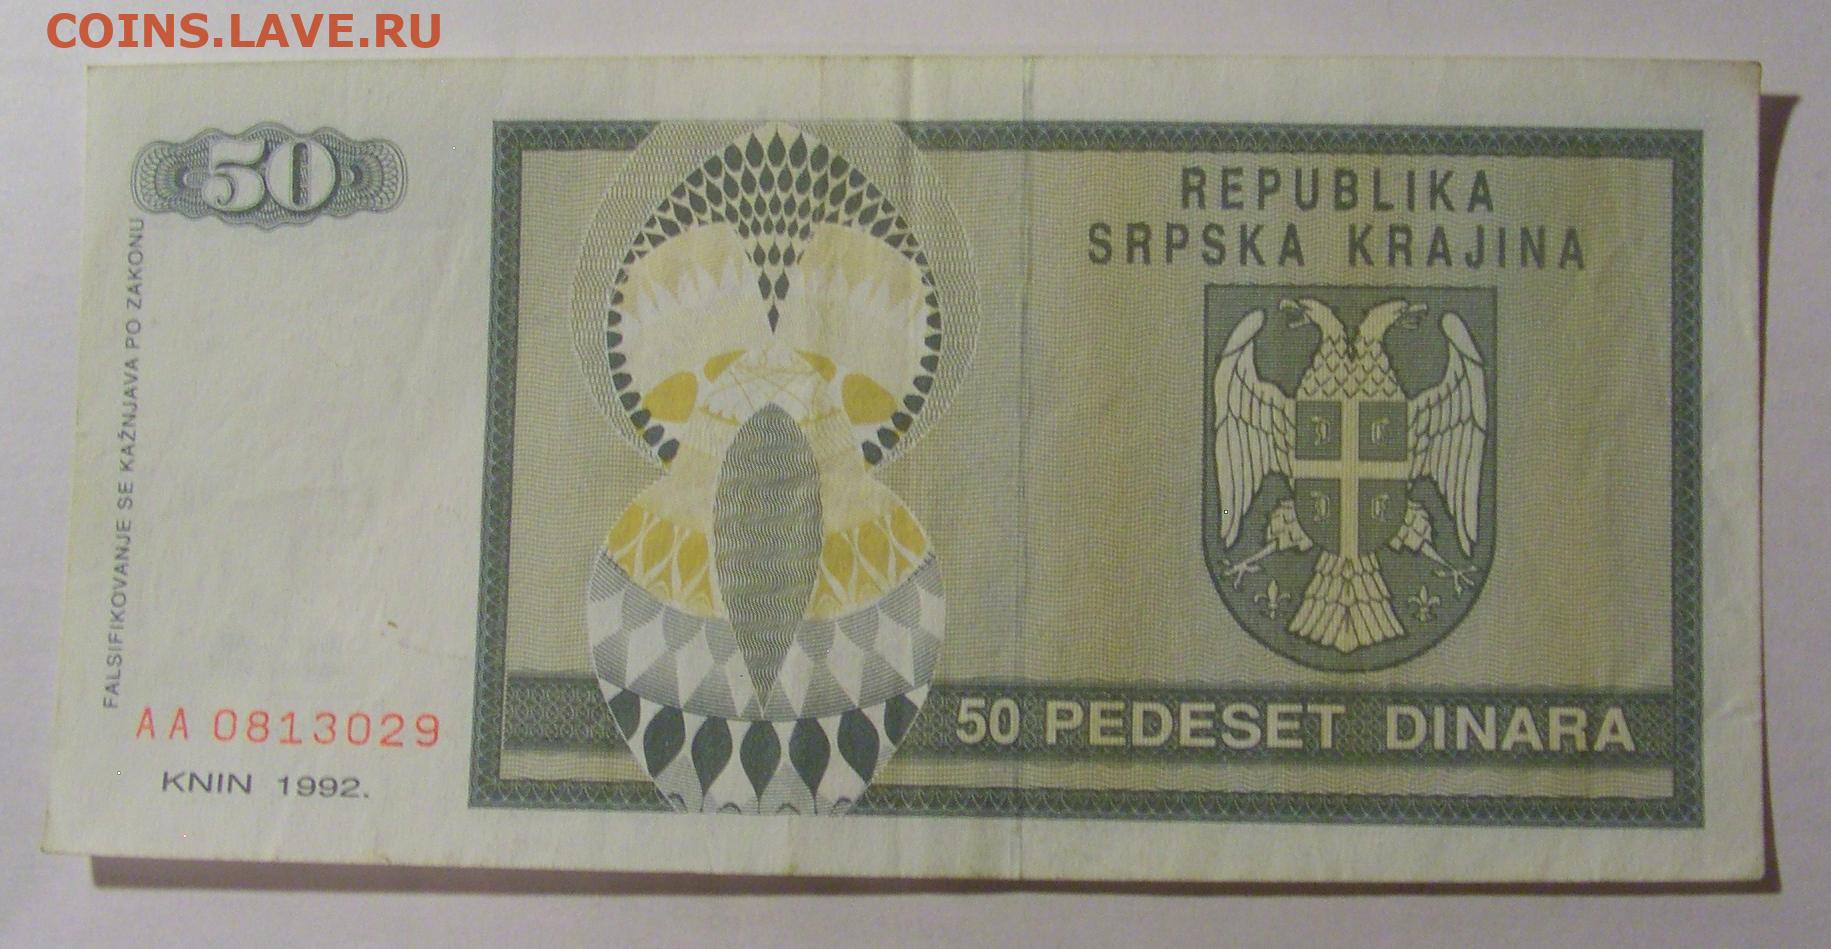 COINS.LAVE.RU
50
FALSIFIKOVANJE SE KAŽNJAVA PO ZAKONU
AA 0813029
KNIN 1992.
REPUBLIKA
SRPSKA KRAJINA
50 PEDESET DINARA